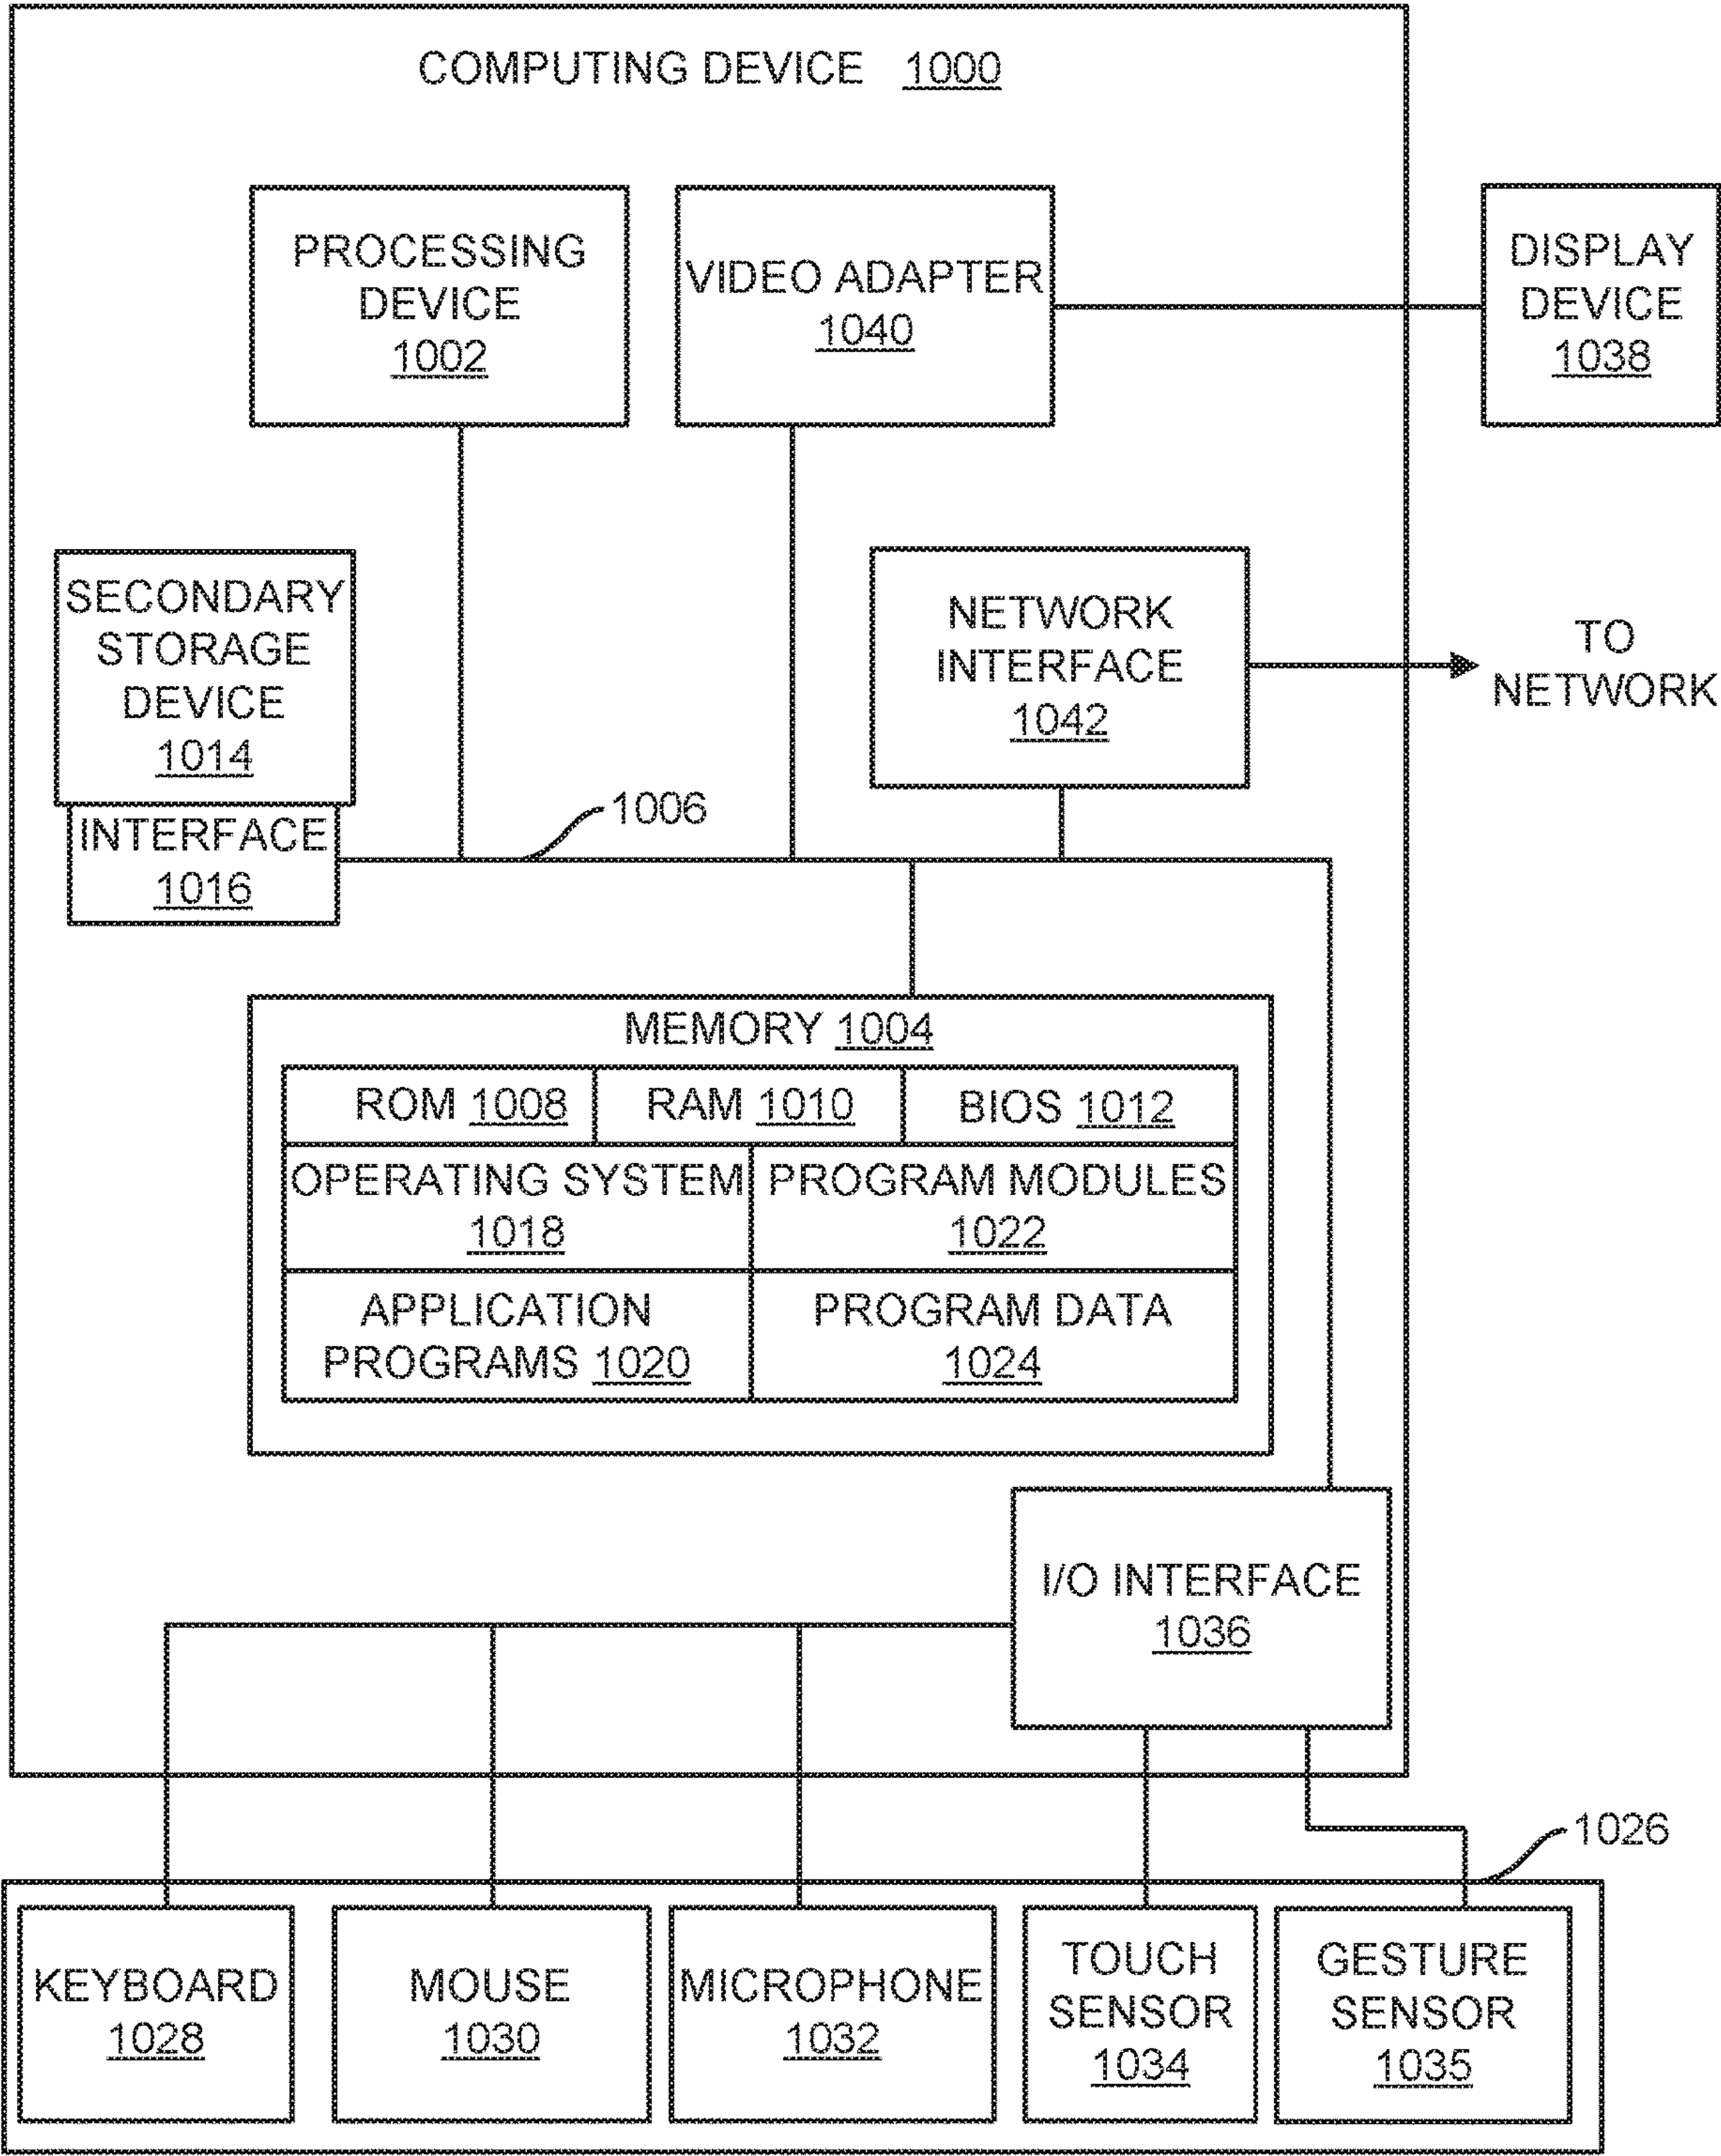 COMPUTING DEVICE 1000
PROCESSING
DEVICE
1002
VIDEO ADAPTER
1040
DISPLAY
DEVICE
1038
SECONDARY
STORAGE
DEVICE
1014
INTERFACE
1016
NETWORK
INTERFACE
1042
TO
NETWORK
1006
MEMORY 1004
ROM 1008
RAM 1010
BIOS 1012
OPERATING SYSTEM
1018
PROGRAM MODULES
1022
APPLICATION
PROGRAMS 1020
PROGRAM DATA
1024
I/O INTERFACE
1036
1026
KEYBOARD
1028
MOUSE
1030
MICROPHONE
1032
TOUCH
SENSOR
1034
GESTURE
SENSOR
1035